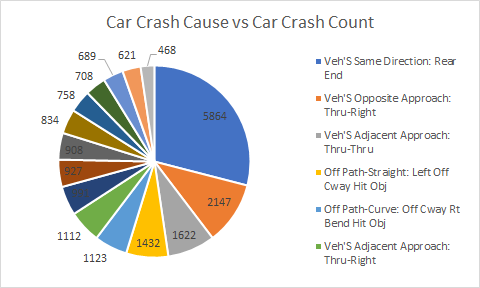 Car Crash Cause vs Car Crash Count
5864
2147
1622
1432
1123
1112
927
908
834
758
708
689
621
468
Veh'S Same Direction: Rear
End
Veh'S Opposite Approach:
Thru-Right
Veh'S Adjacent Approach:
Thru-Thru
Off Path-Straight: Left Off
Cway Hit Obj
Off Path-Curve: Off Cway Rt
Bend Hit Obj
Veh'S Adjacent Approach:
Thru-Right